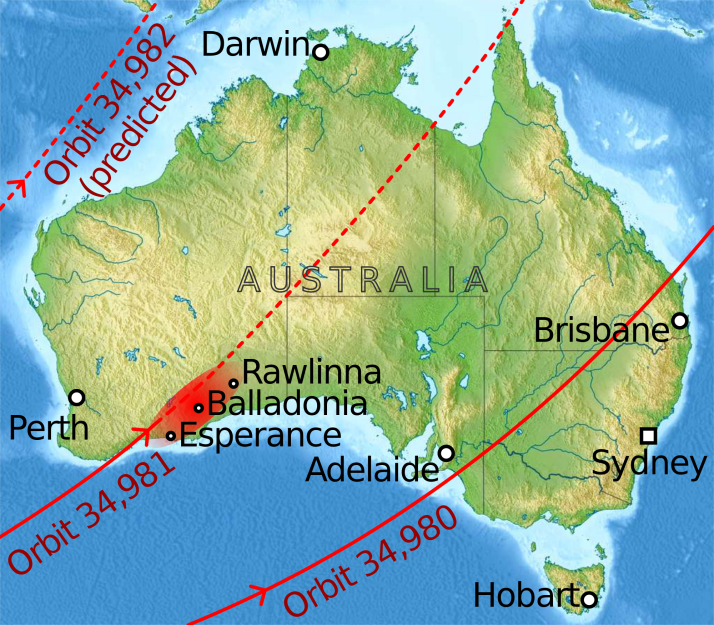 Darwin
Orbit 34,982
(predicted)
AUSTRALIA
Brisbane
Rawlinna
Balladonia
Perth
Esperance
Adelaide
Sydney
Orbit 34,981
Orbit 34,980
Hobart